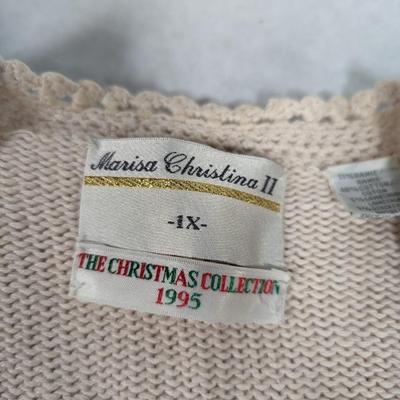 Marisa Christina II
-1X-
THE CHRISTMAS COLLECTION
1995